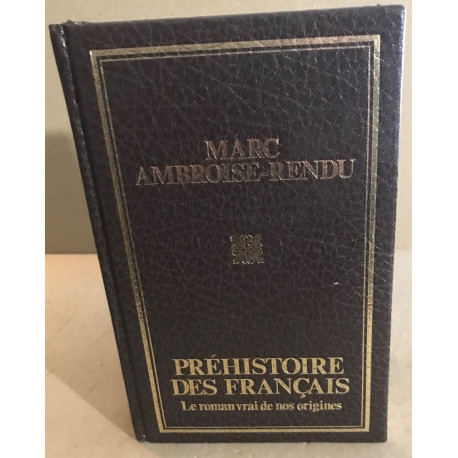 MARC
AMBROISE-RENDU
PRÉHISTOIRE
DES FRANÇAIS
Le roman vrai de nos origines